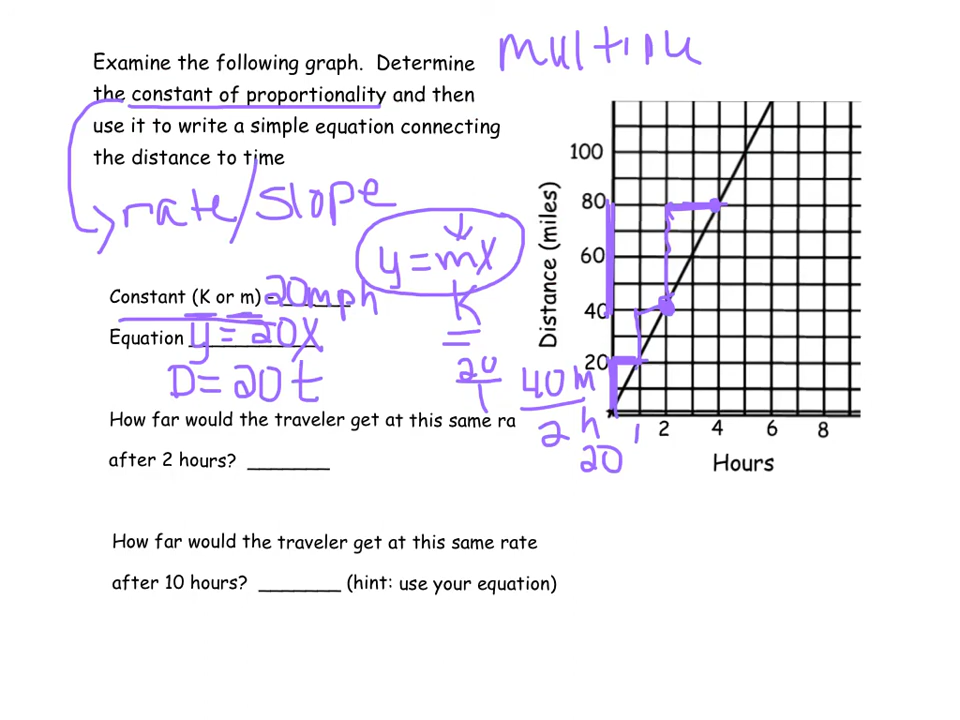 multiple
Examine the following graph. Determine
the constant of proportionality and then
use it to write a simple equation connecting
the distance to time
rate/slope
y = mx
K
Constant (K or m) = 20mph
Equation y = 20x
D = 20t
20
1
40 m
2 h
20
How far would the traveler get at this same ra
after 2 hours? ________
How far would the traveler get at this same rate
after 10 hours? ________ (hint: use your equation)
Distance (miles)
100
80
60
40
20
1 2 4 6 8
Hours